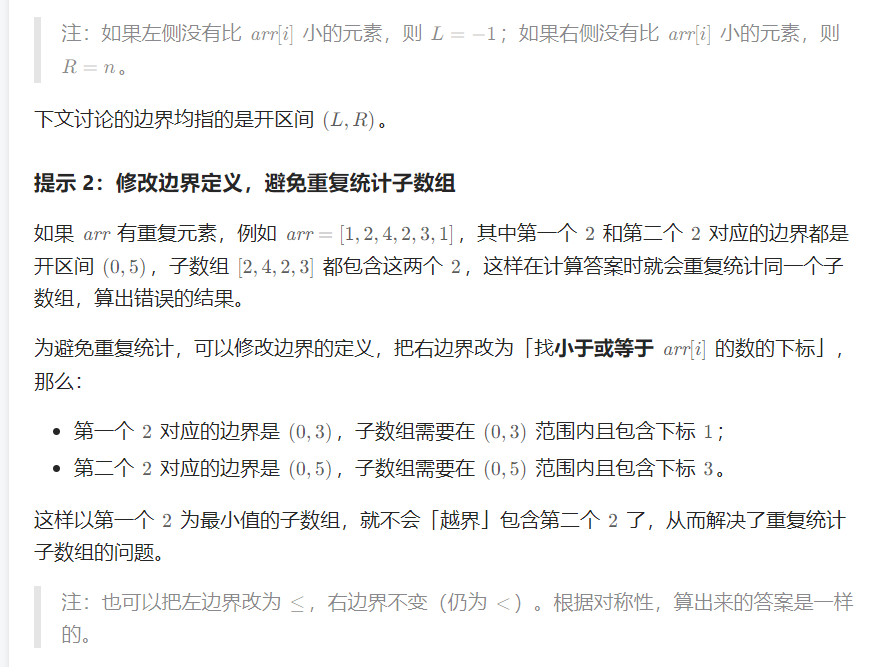 注：如果左侧没有比 arr[i] 小的元素，则 L = −1；如果右侧没有比 arr[i] 小的元素，则
R = n。
下文讨论的边界均指的是开区间 (L, R)。
提示 2：修改边界定义，避免重复统计子数组
如果 arr 有重复元素，例如 arr = [1, 2, 4, 2, 3, 1]，其中第一个 2 和第二个 2 对应的边界都是
开区间 (0, 5)，子数组 [2, 4, 2, 3] 都包含这两个 2，这样在计算答案时就会重复统计同一个子
数组，算出错误的结果。
为避免重复统计，可以修改边界的定义，把右边界改为「找小于或等于 arr[i] 的数的下标」，
那么：
• 第一个 2 对应的边界是 (0, 3)，子数组需要在 (0, 3) 范围内且包含下标 1；
• 第二个 2 对应的边界是 (0, 5)，子数组需要在 (0, 5) 范围内且包含下标 3。
这样以第一个 2 为最小值的子数组，就不会「越界」包含第二个 2 了，从而解决了重复统计
子数组的问题。
注：也可以把左边界改为 ≤，右边界不变（仍为 <）。根据对称性，算出来的答案是一样
的。